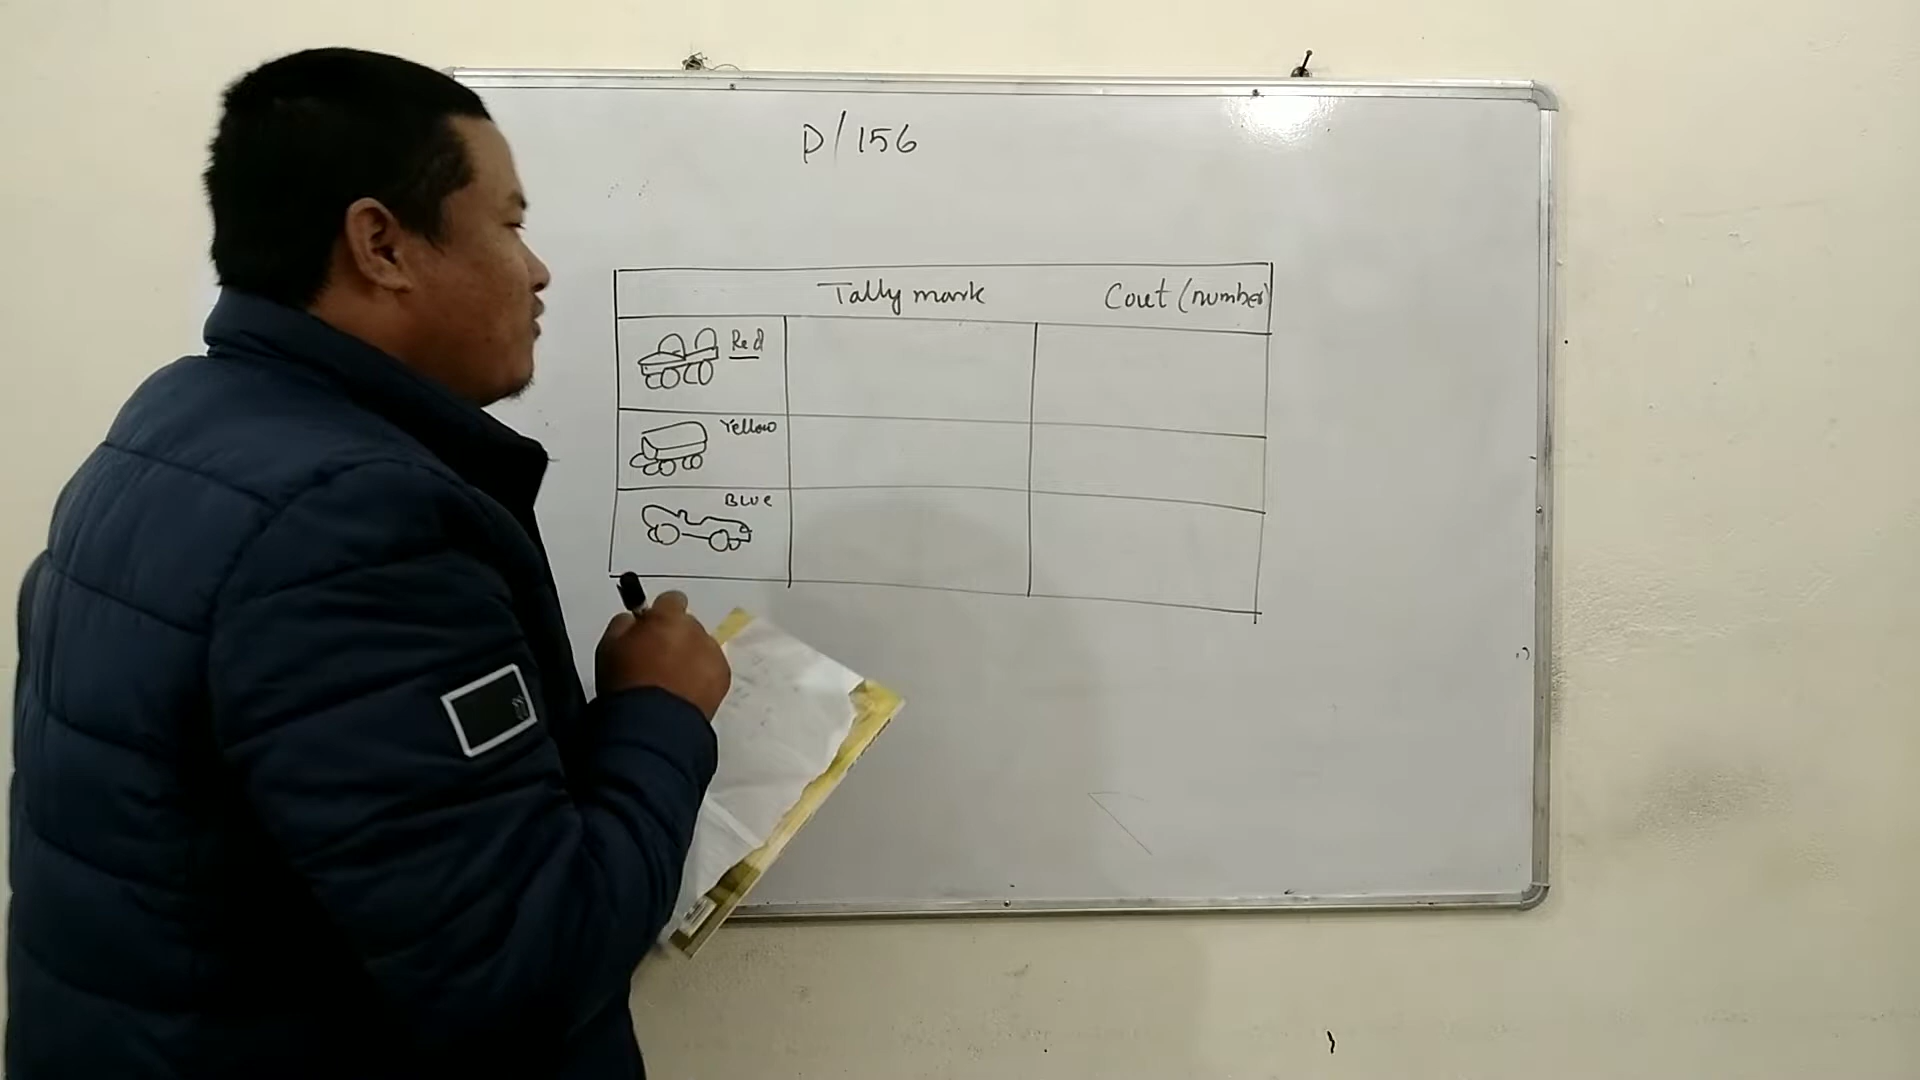 P/156
Tally mark Cout (number)
Red
Yellow
BLUe